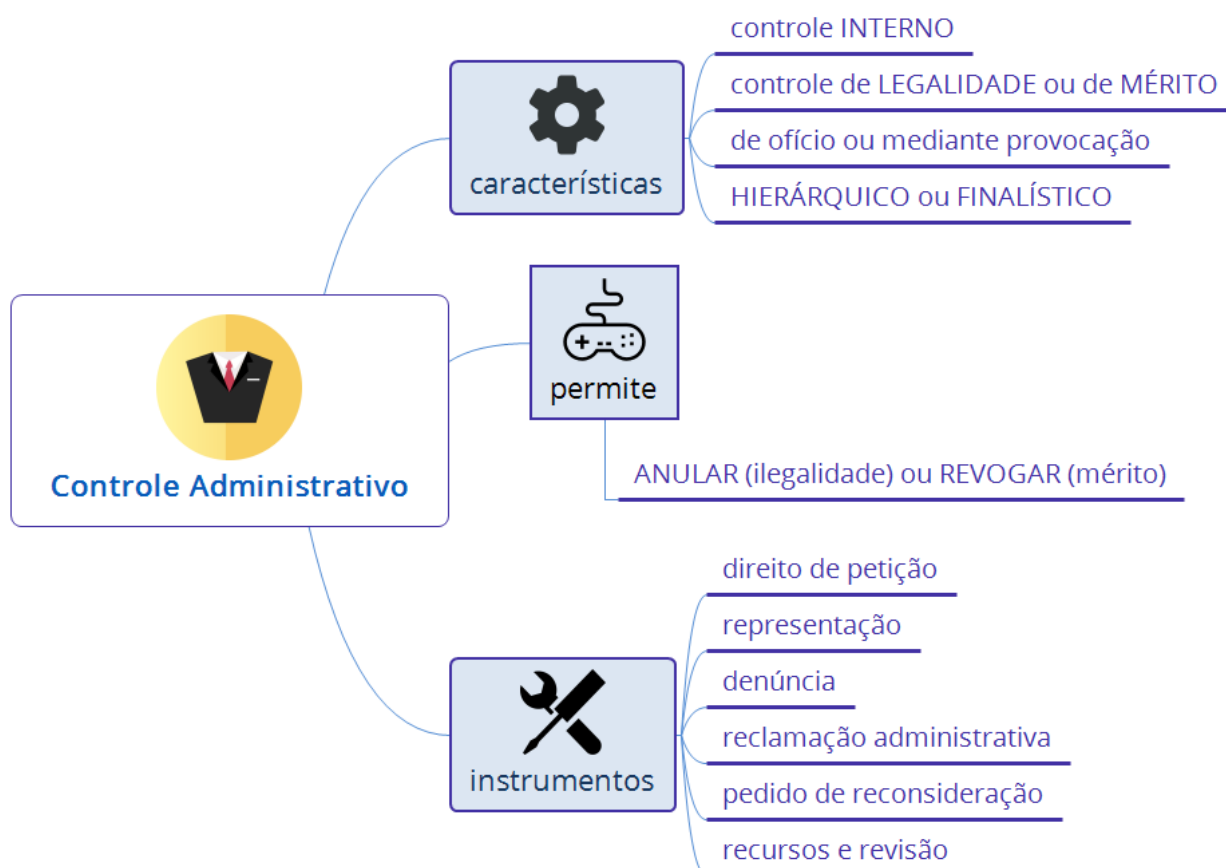 controle INTERNO
controle de LEGALIDADE ou de MÉRITO
de ofício ou mediante provocação
HIERÁRQUICO ou FINALÍSTICO
características
permite
ANULAR (ilegalidade) ou REVOGAR (mérito)
Controle Administrativo
direito de petição
representação
denúncia
reclamação administrativa
pedido de reconsideração
recursos e revisão
instrumentos